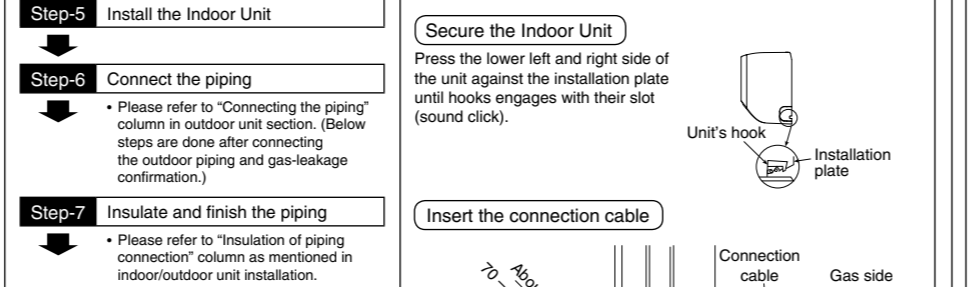 Step-5 Install the Indoor Unit
Step-6 Connect the piping
• Please refer to “Connecting the piping”
column in outdoor unit section. (Below
steps are done after connecting
the outdoor piping and gas-leakage
confirmation.)
Step-7 Insulate and finish the piping
• Please refer to “Insulation of piping
connection” column as mentioned in
indoor/outdoor unit installation.
Secure the Indoor Unit
Press the lower left and right side of
the unit against the installation plate
until hooks engages with their slot
(sound click).
Unit’s hook
Installation
plate
Insert the connection cable
70
Connection
cable
Gas side